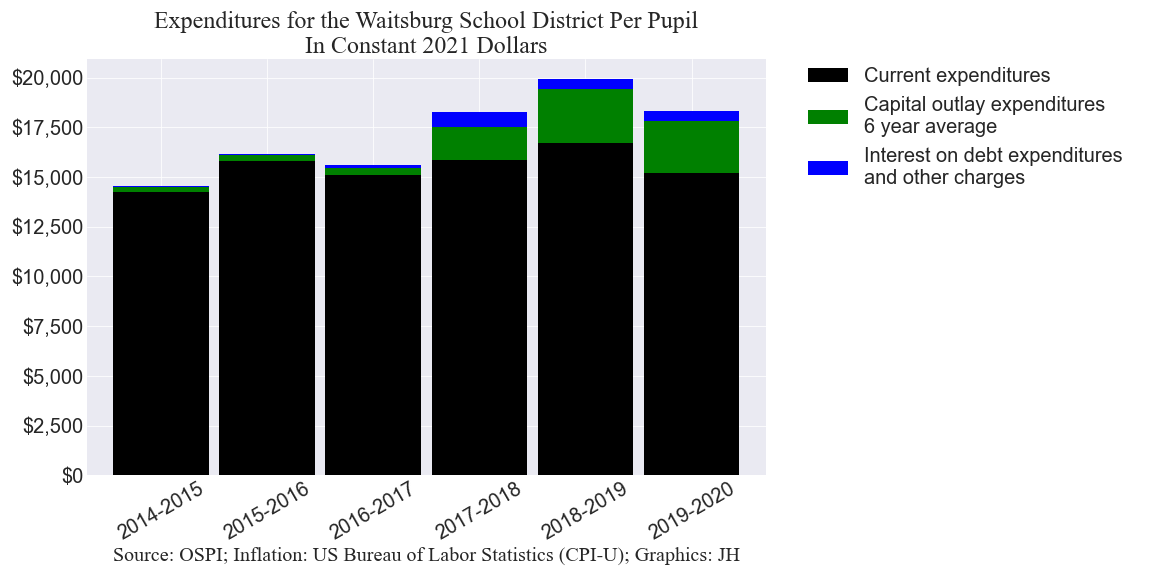 Expenditures for the Waitsburg School District Per Pupil
In Constant 2021 Dollars
$20,000
$17,500
$15,000
$12,500
$10,000
$7,500
$5,000
$2,500
$0
2014-2015
2015-2016
2016-2017
2017-2018
2018-2019
2019-2020
Current expenditures
Capital outlay expenditures
6 year average
Interest on debt expenditures
and other charges
Source: OSPI; Inflation: US Bureau of Labor Statistics (CPI-U); Graphics: JH